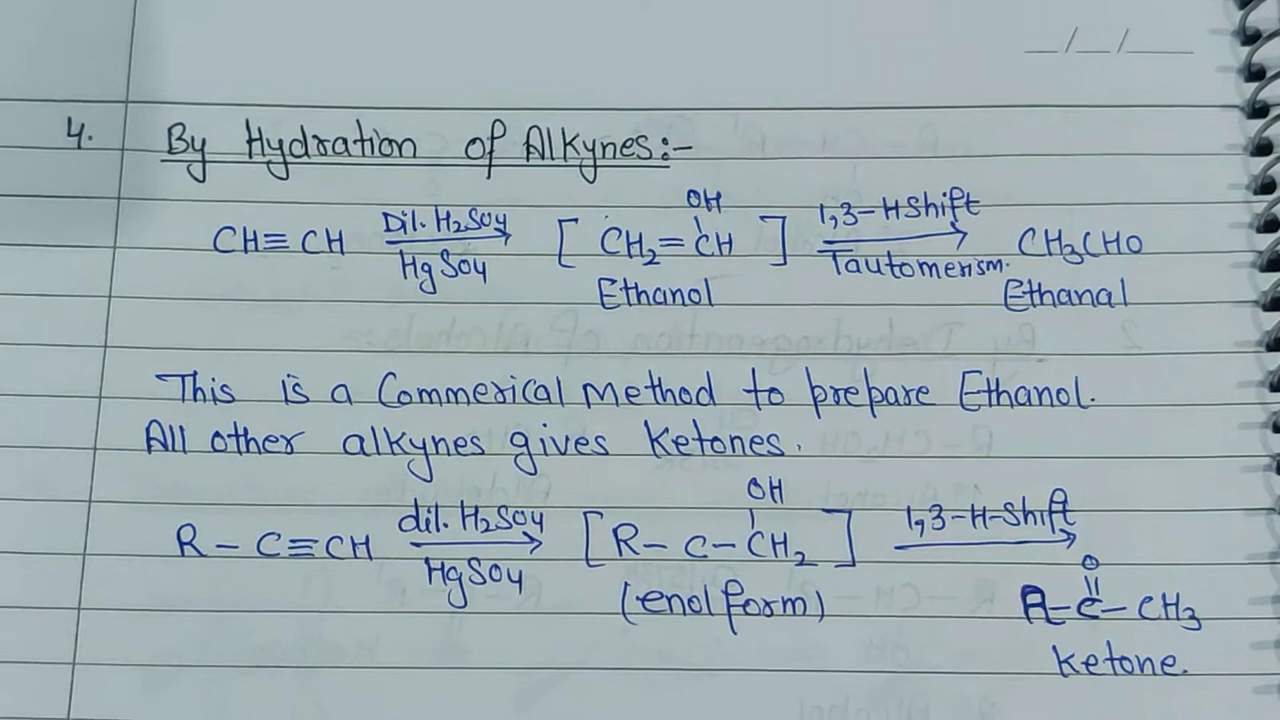 _/_/_
4. By Hydration of Alkynes:-
OH
CH≡CH Dil. H₂SO₄ HgSO₄ [ CH₂=CH ] 1,3-H Shift Tautomerism. CH₃CHO
Ethanol Ethanal
This is a Commerical Method to prepare Ethanol.
All other alkynes gives Ketones.
OH
R-C≡CH dil. H₂SO₄ HgSO₄ [R-C-CH₂] 1,3-H-Shift
(enol form)
O
R-C-CH₃
Ketone.